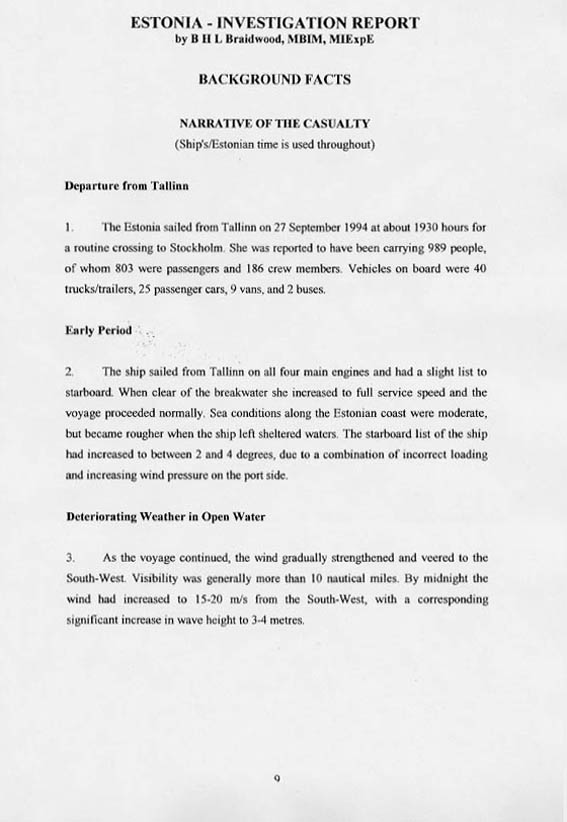 ESTONIA - INVESTIGATION REPORT
by B H L Braidwood, MBIM, MIExpE
BACKGROUND FACTS
NARRATIVE OF THE CASUALTY
(Ship's/Estonian time is used throughout)
Departure from Tallinn
1. The Estonia sailed from Tallinn on 27 September 1994 at about 1930 hours for
a routine crossing to Stockholm. She was reported to have been carrying 989 people,
of whom 803 were passengers and 186 crew members. Vehicles on board were 40
trucks/trailers, 25 passenger cars, 9 vans, and 2 buses.
Early Period
2. The ship sailed from Tallinn on all four main engines and had a slight list to
starboard. When clear of the breakwater she increased to full service speed and the
voyage proceeded normally. Sea conditions along the Estonian coast were moderate,
but became rougher when the ship left sheltered waters. The starboard list of the ship
had increased to between 2 and 4 degrees, due to a combination of incorrect loading
and increasing wind pressure on the port side.
Deteriorating Weather in Open Water
3. As the voyage continued, the wind gradually strengthened and veered to the
South-West. Visibility was generally more than 10 nautical miles. By midnight the
wind had increased to 15-20 m/s from the South-West, with a corresponding
significant increase in wave height to 3-4 metres.
9